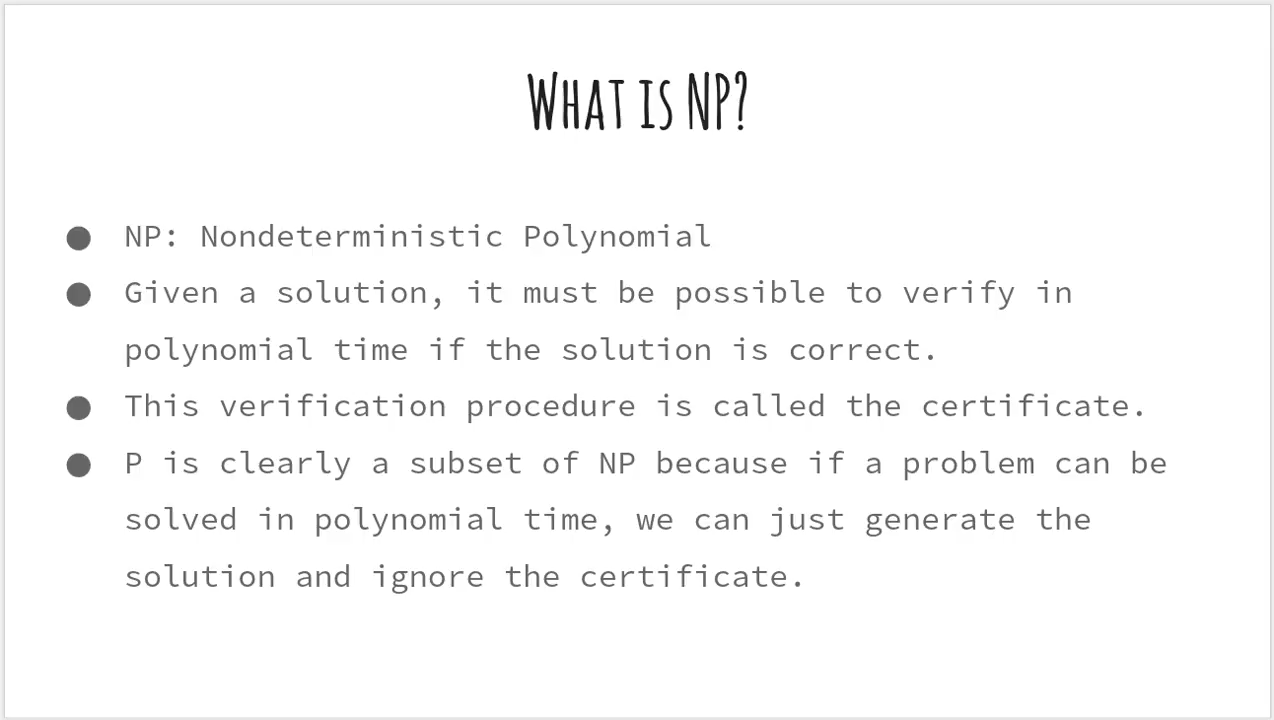 What is NP?
● NP: Nondeterministic Polynomial
● Given a solution, it must be possible to verify in
polynomial time if the solution is correct.
● This verification procedure is called the certificate.
● P is clearly a subset of NP because if a problem can be
solved in polynomial time, we can just generate the
solution and ignore the certificate.